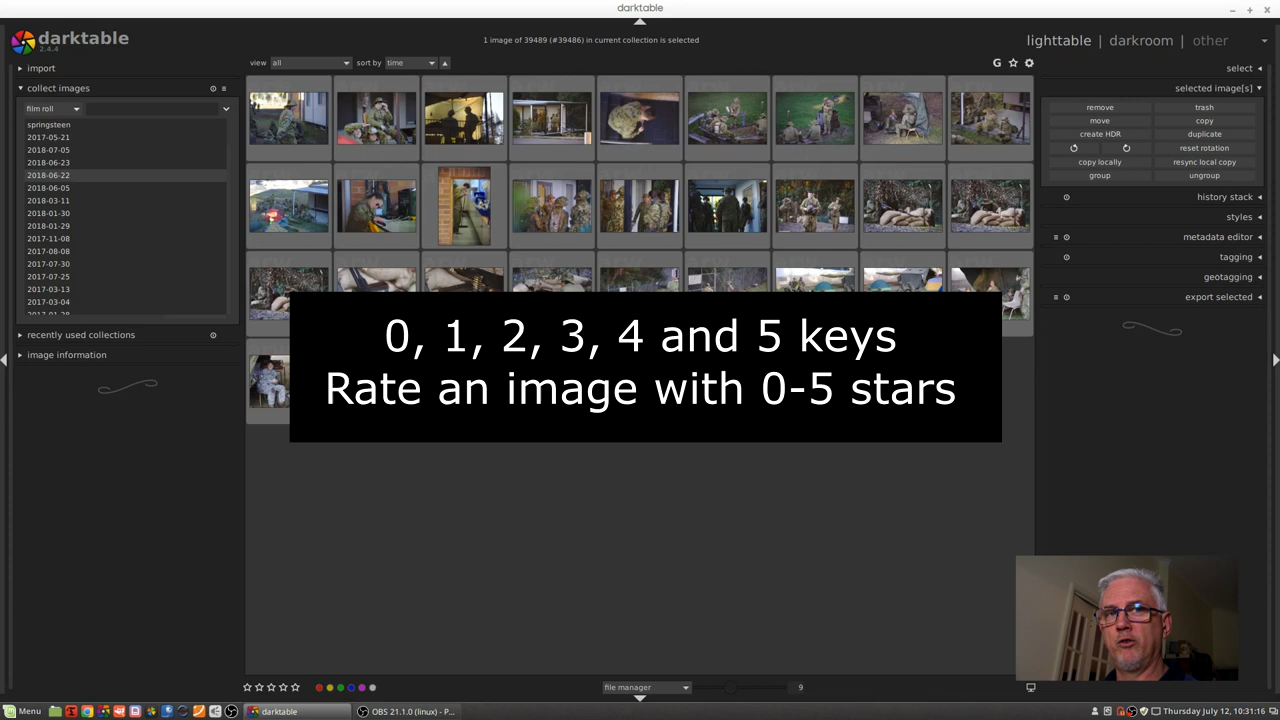 darktable
darktable
2.4.4
1 image of 39489 (#39486) in current collection is selected
lighttable | darkroom | other
import
view all sort by time
G
select
collect images
selected image[s]
film roll
springsteen
2017-05-21
2018-07-05
2018-06-23
2018-06-22
2018-06-05
2018-03-11
2018-01-30
2018-01-29
2017-11-08
2017-08-08
2017-07-30
2017-07-25
2017-03-13
2017-03-04
remove trash
move copy
create HDR duplicate
reset rotation
copy locally resync local copy
group ungroup
history stack
styles
metadata editor
tagging
geotagging
export selected
recently used collections
image information
0, 1, 2, 3, 4 and 5 keys
Rate an image with 0-5 stars
file manager 9
Menu darktable OBS 21.1.0 (linux) - P... Thursday July 12, 10:31:16